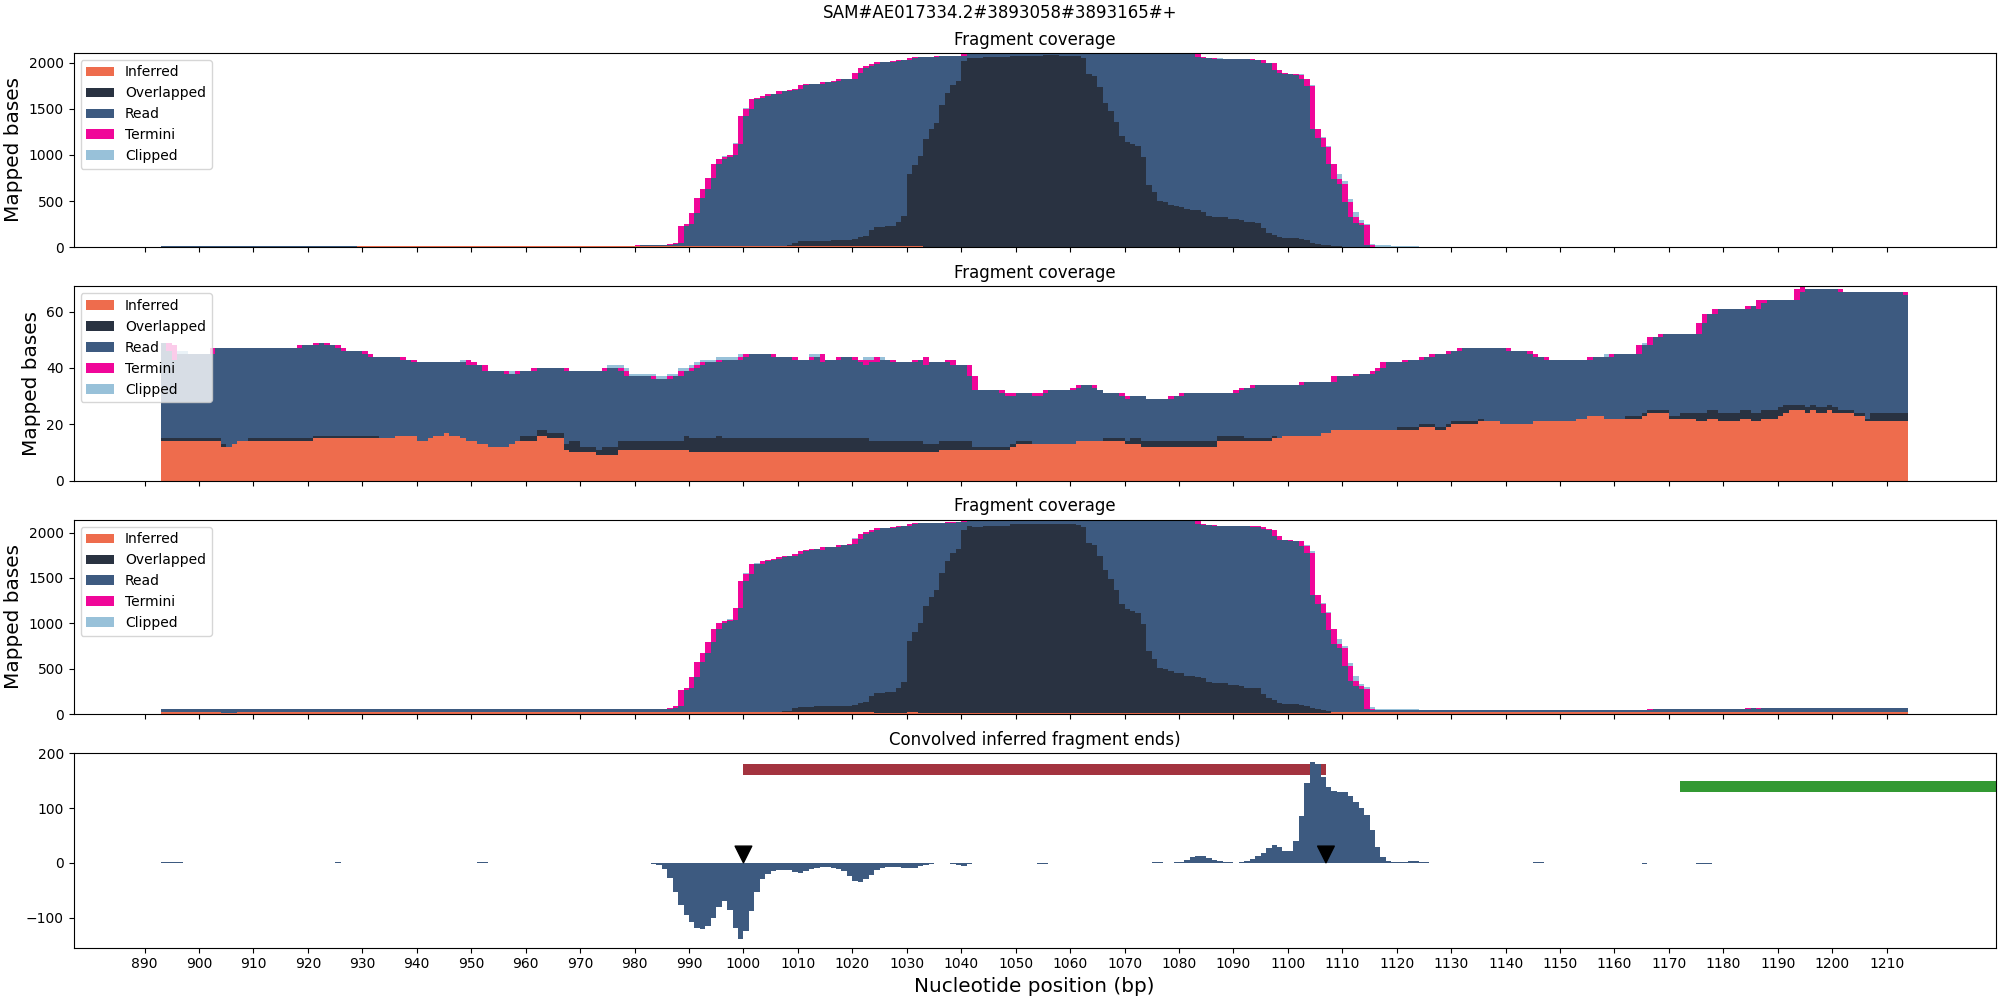 SAM#AE017334.2#3893058#3893165#+
Fragment coverage
Mapped bases
2000
1500
1000
500
0
Inferred
Overlapped
Read
Termini
Clipped
Fragment coverage
Mapped bases
60
40
20
0
Inferred
Overlapped
Read
Termini
Clipped
Fragment coverage
Mapped bases
2000
1500
1000
500
0
Inferred
Overlapped
Read
Termini
Clipped
Convolved inferred fragment ends)
200
100
0
−100
890 900 910 920 930 940 950 960 970 980 990 1000 1010 1020 1030 1040 1050 1060 1070 1080 1090 1100 1110 1120 1130 1140 1150 1160 1170 1180 1190 1200 1210
Nucleotide position (bp)